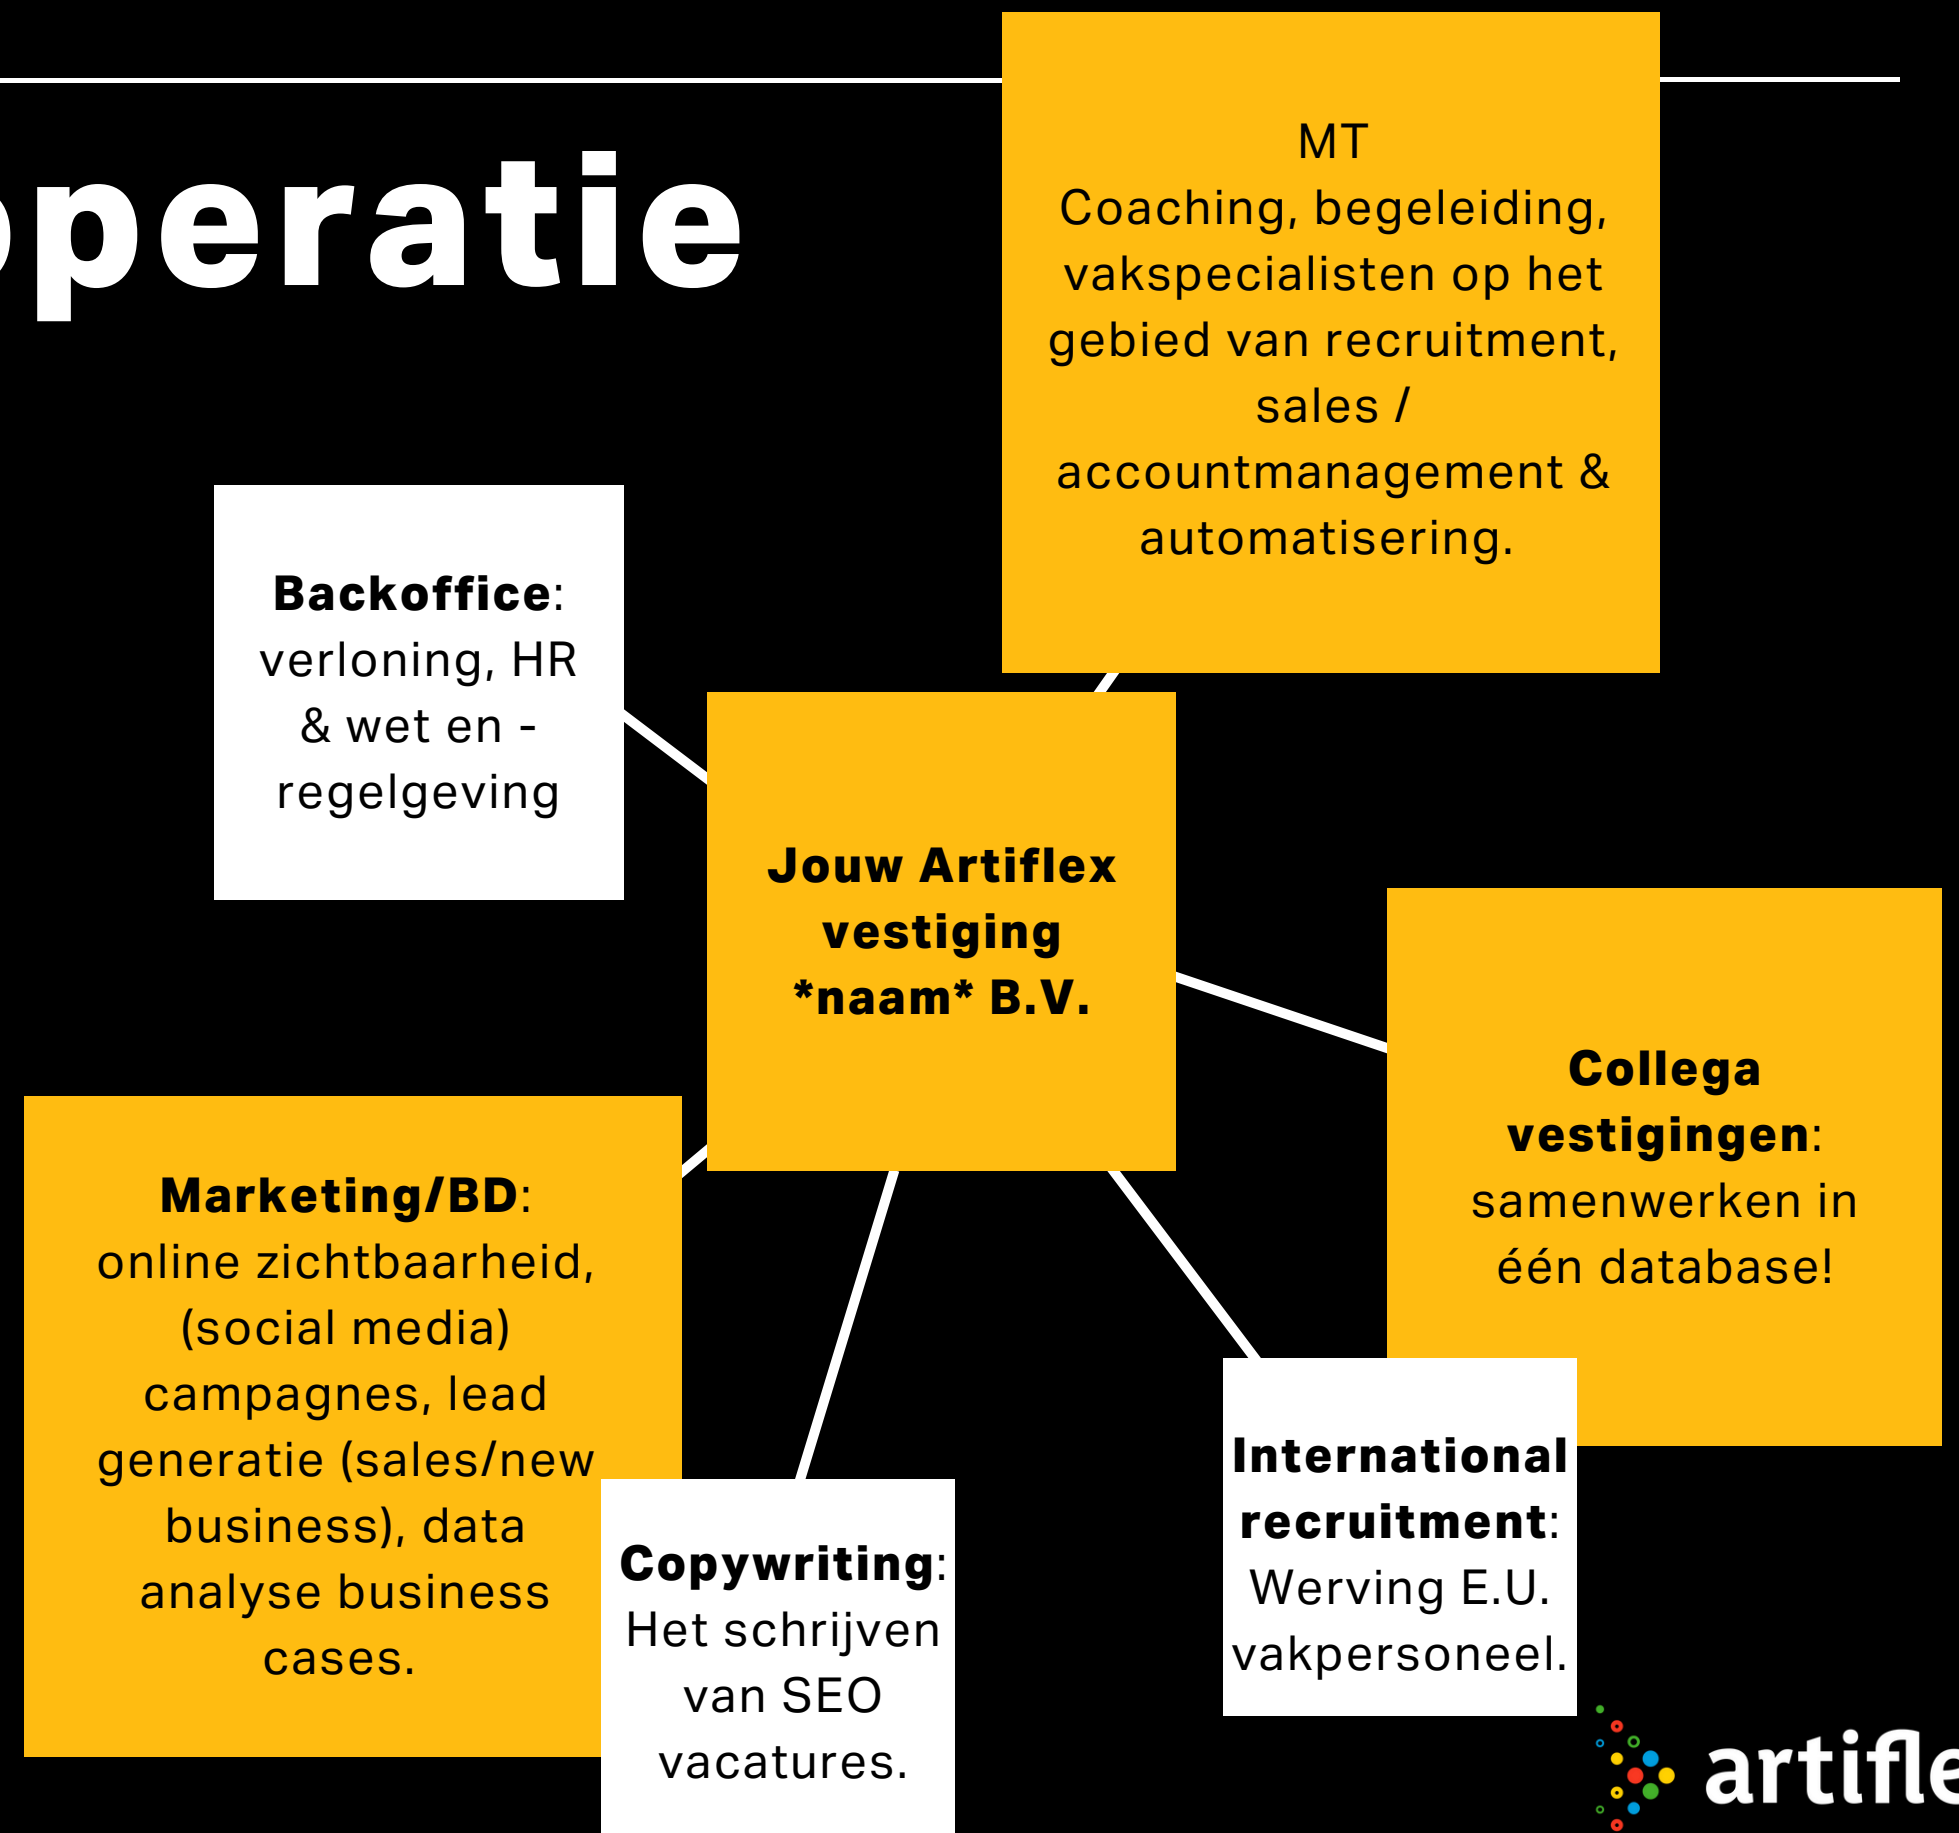 operatie
MT
Coaching, begeleiding,
vakspecialisten op het
gebied van recruitment,
sales /
accountmanagement &
automatisering.
Backoffice:
verloning, HR
& wet en -
regelgeving
Jouw Artiflex
vestiging
*naam* B.V.
Collega
vestigingen:
samenwerken in
één database!
Marketing/BD:
online zichtbaarheid,
(social media)
campagnes, lead
generatie (sales/new
business), data
analyse business
cases.
International
recruitment:
Werving E.U.
vakpersoneel.
Copywriting:
Het schrijven
van SEO
vacatures.
artifle